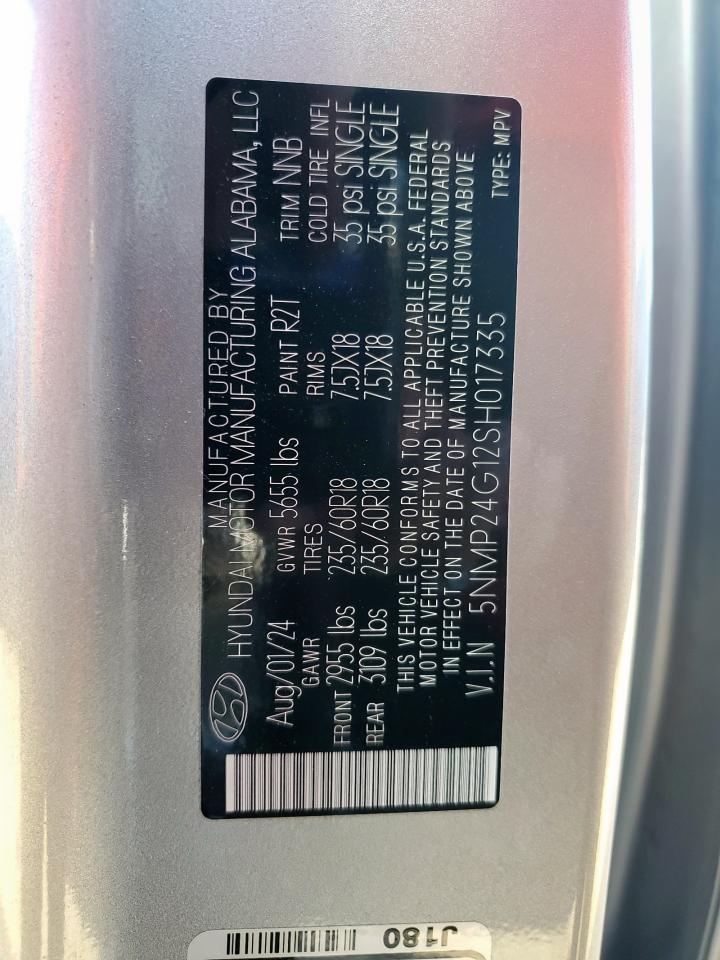 MANUFACTURED BY
HYUNDAI MOTOR MANUFACTURING ALABAMA, LLC
Aug/01/24 GVWR 5655 lbs PAINT R2T TRIM NNB
GAWR TIRES RIMS COLD TIRE INFL
FRONT 2955 lbs 235/60R18 7.5JX18 35 psi SINGLE
REAR 3109 lbs 235/60R18 7.5JX18 35 psi SINGLE
THIS VEHICLE CONFORMS TO ALL APPLICABLE U.S.A. FEDERAL
MOTOR VEHICLE SAFETY AND THEFT PREVENTION STANDARDS
IN EFFECT ON THE DATE OF MANUFACTURE SHOWN ABOVE
V.I.N 5NMP24G12SH017335 TYPE: MPV
J180